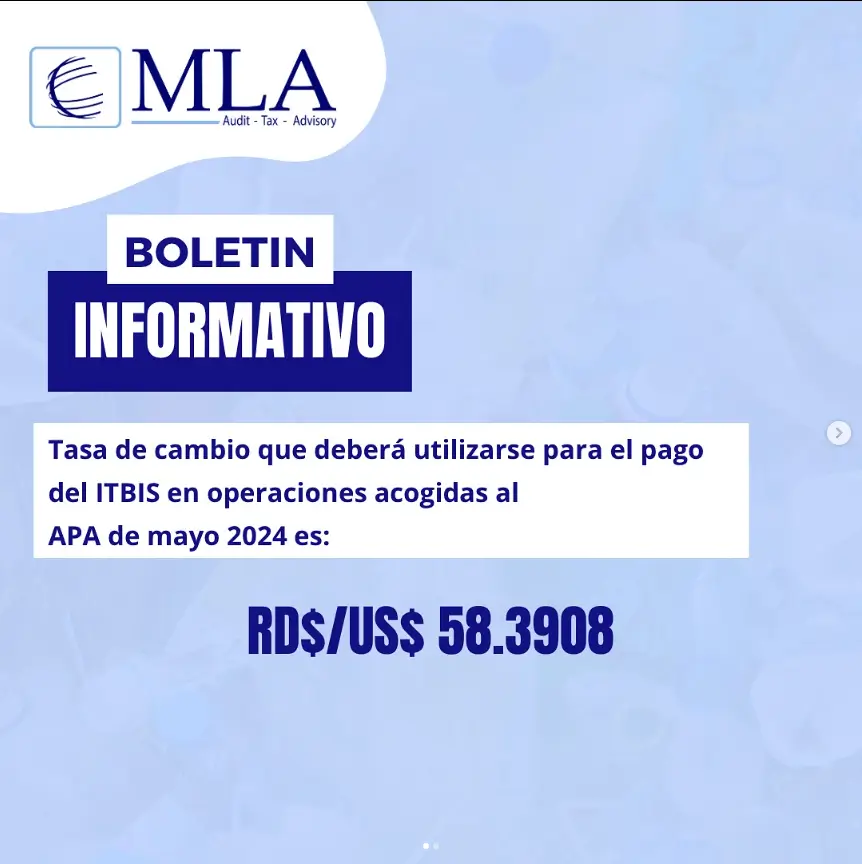 MLA
Audit - Tax - Advisory
BOLETIN
INFORMATIVO
Tasa de cambio que deberá utilizarse para el pago
del ITBIS en operaciones acogidas al
APA de mayo 2024 es:
RD$/US$ 58.3908